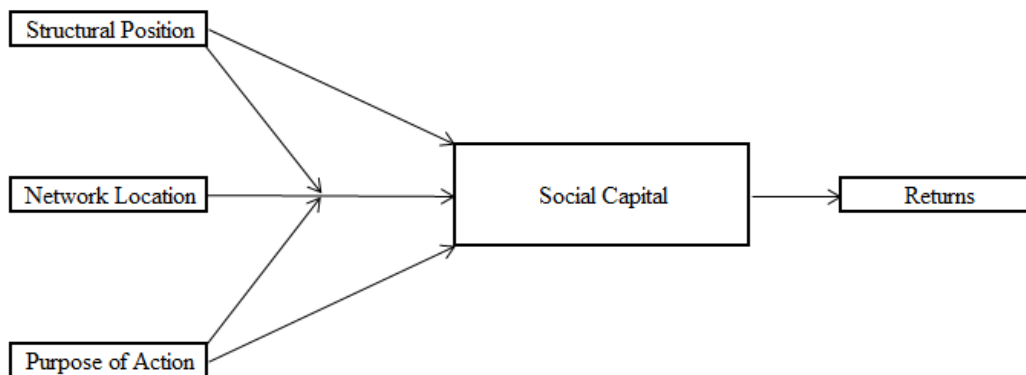 Structural Position
Network Location
Social Capital
Returns
Purpose of Action